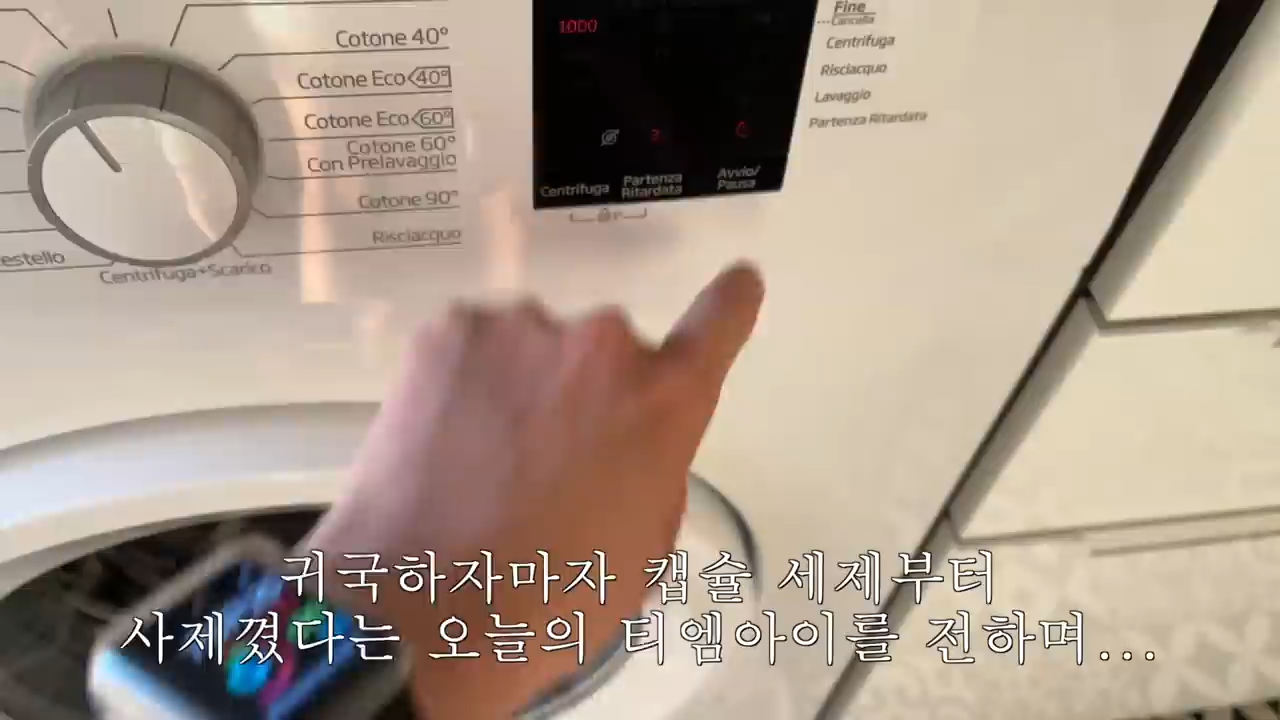 Fine
Cancella
1000
Cotone 40°
Centrifuga
Cotone Eco 40°
Risciacquo
Lavaggio
Cotone Eco 60°
Partenza Ritardata
Cotone 60°
Con Prelavaggio
Centrifuga
Partenza
Ritardata
Avvio/
Pausa
Cotone 90°
Risciacquo
estello
Centrifuga+Scarico
귀국하자마자 캡슐 세제부터
사제꼈다는 오늘의 티엠아이를 전하며...